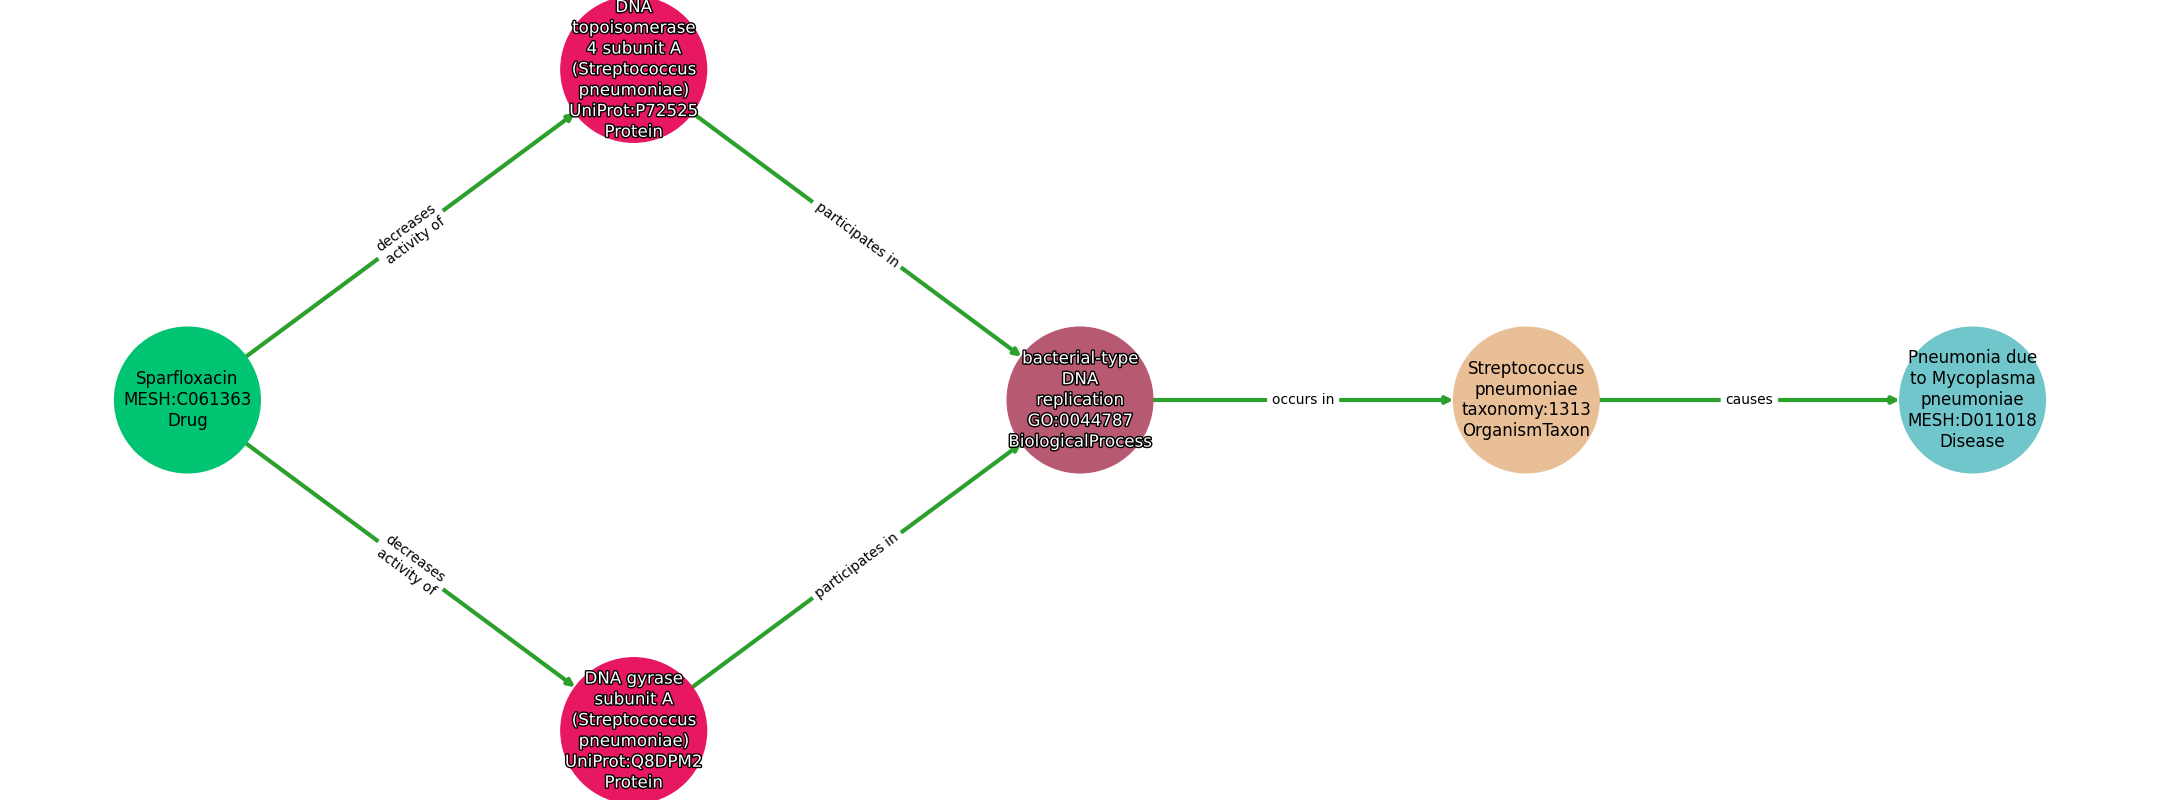 DNA
topoisomerase
4 subunit A
(Streptococcus
pneumoniae)
UniProt:P72525
Protein
decreases
activity of
participates in
Sparfloxacin
MESH:C061363
Drug
bacterial-type
DNA
replication
GO:0044787
BiologicalProcess
occurs in
Streptococcus
pneumoniae
taxonomy:1313
OrganismTaxon
causes
Pneumonia due
to Mycoplasma
pneumoniae
MESH:D011018
Disease
decreases
activity of
participates in
DNA gyrase
subunit A
(Streptococcus
pneumoniae)
UniProt:Q8DPM2
Protein